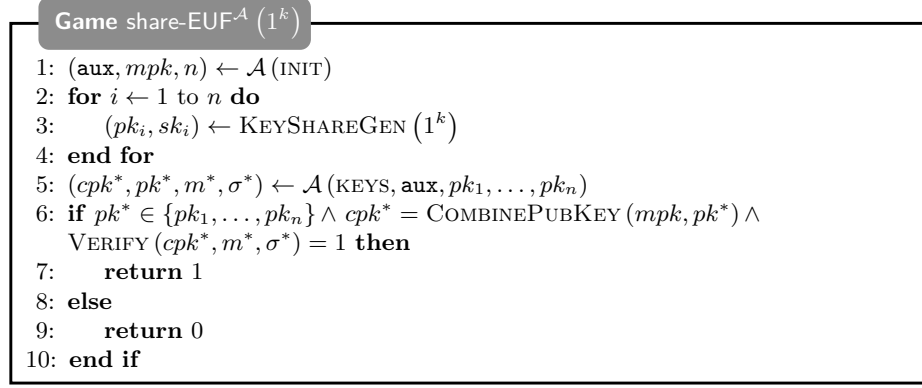 Game share-EUF^𝒜 (1^k)
1: (aux, mpk, n) ← 𝒜 (INIT)
2: for i ← 1 to n do
3: (pk_i, sk_i) ← KEYSHAREGEN (1^k)
4: end for
5: (cpk*, pk*, m*, σ*) ← 𝒜 (KEYS, aux, pk_1, . . . , pk_n)
6: if pk* ∈ {pk_1, . . . , pk_n} ∧ cpk* = COMBINEPUBKEY (mpk, pk*) ∧
VERIFY (cpk*, m*, σ*) = 1 then
7: return 1
8: else
9: return 0
10: end if